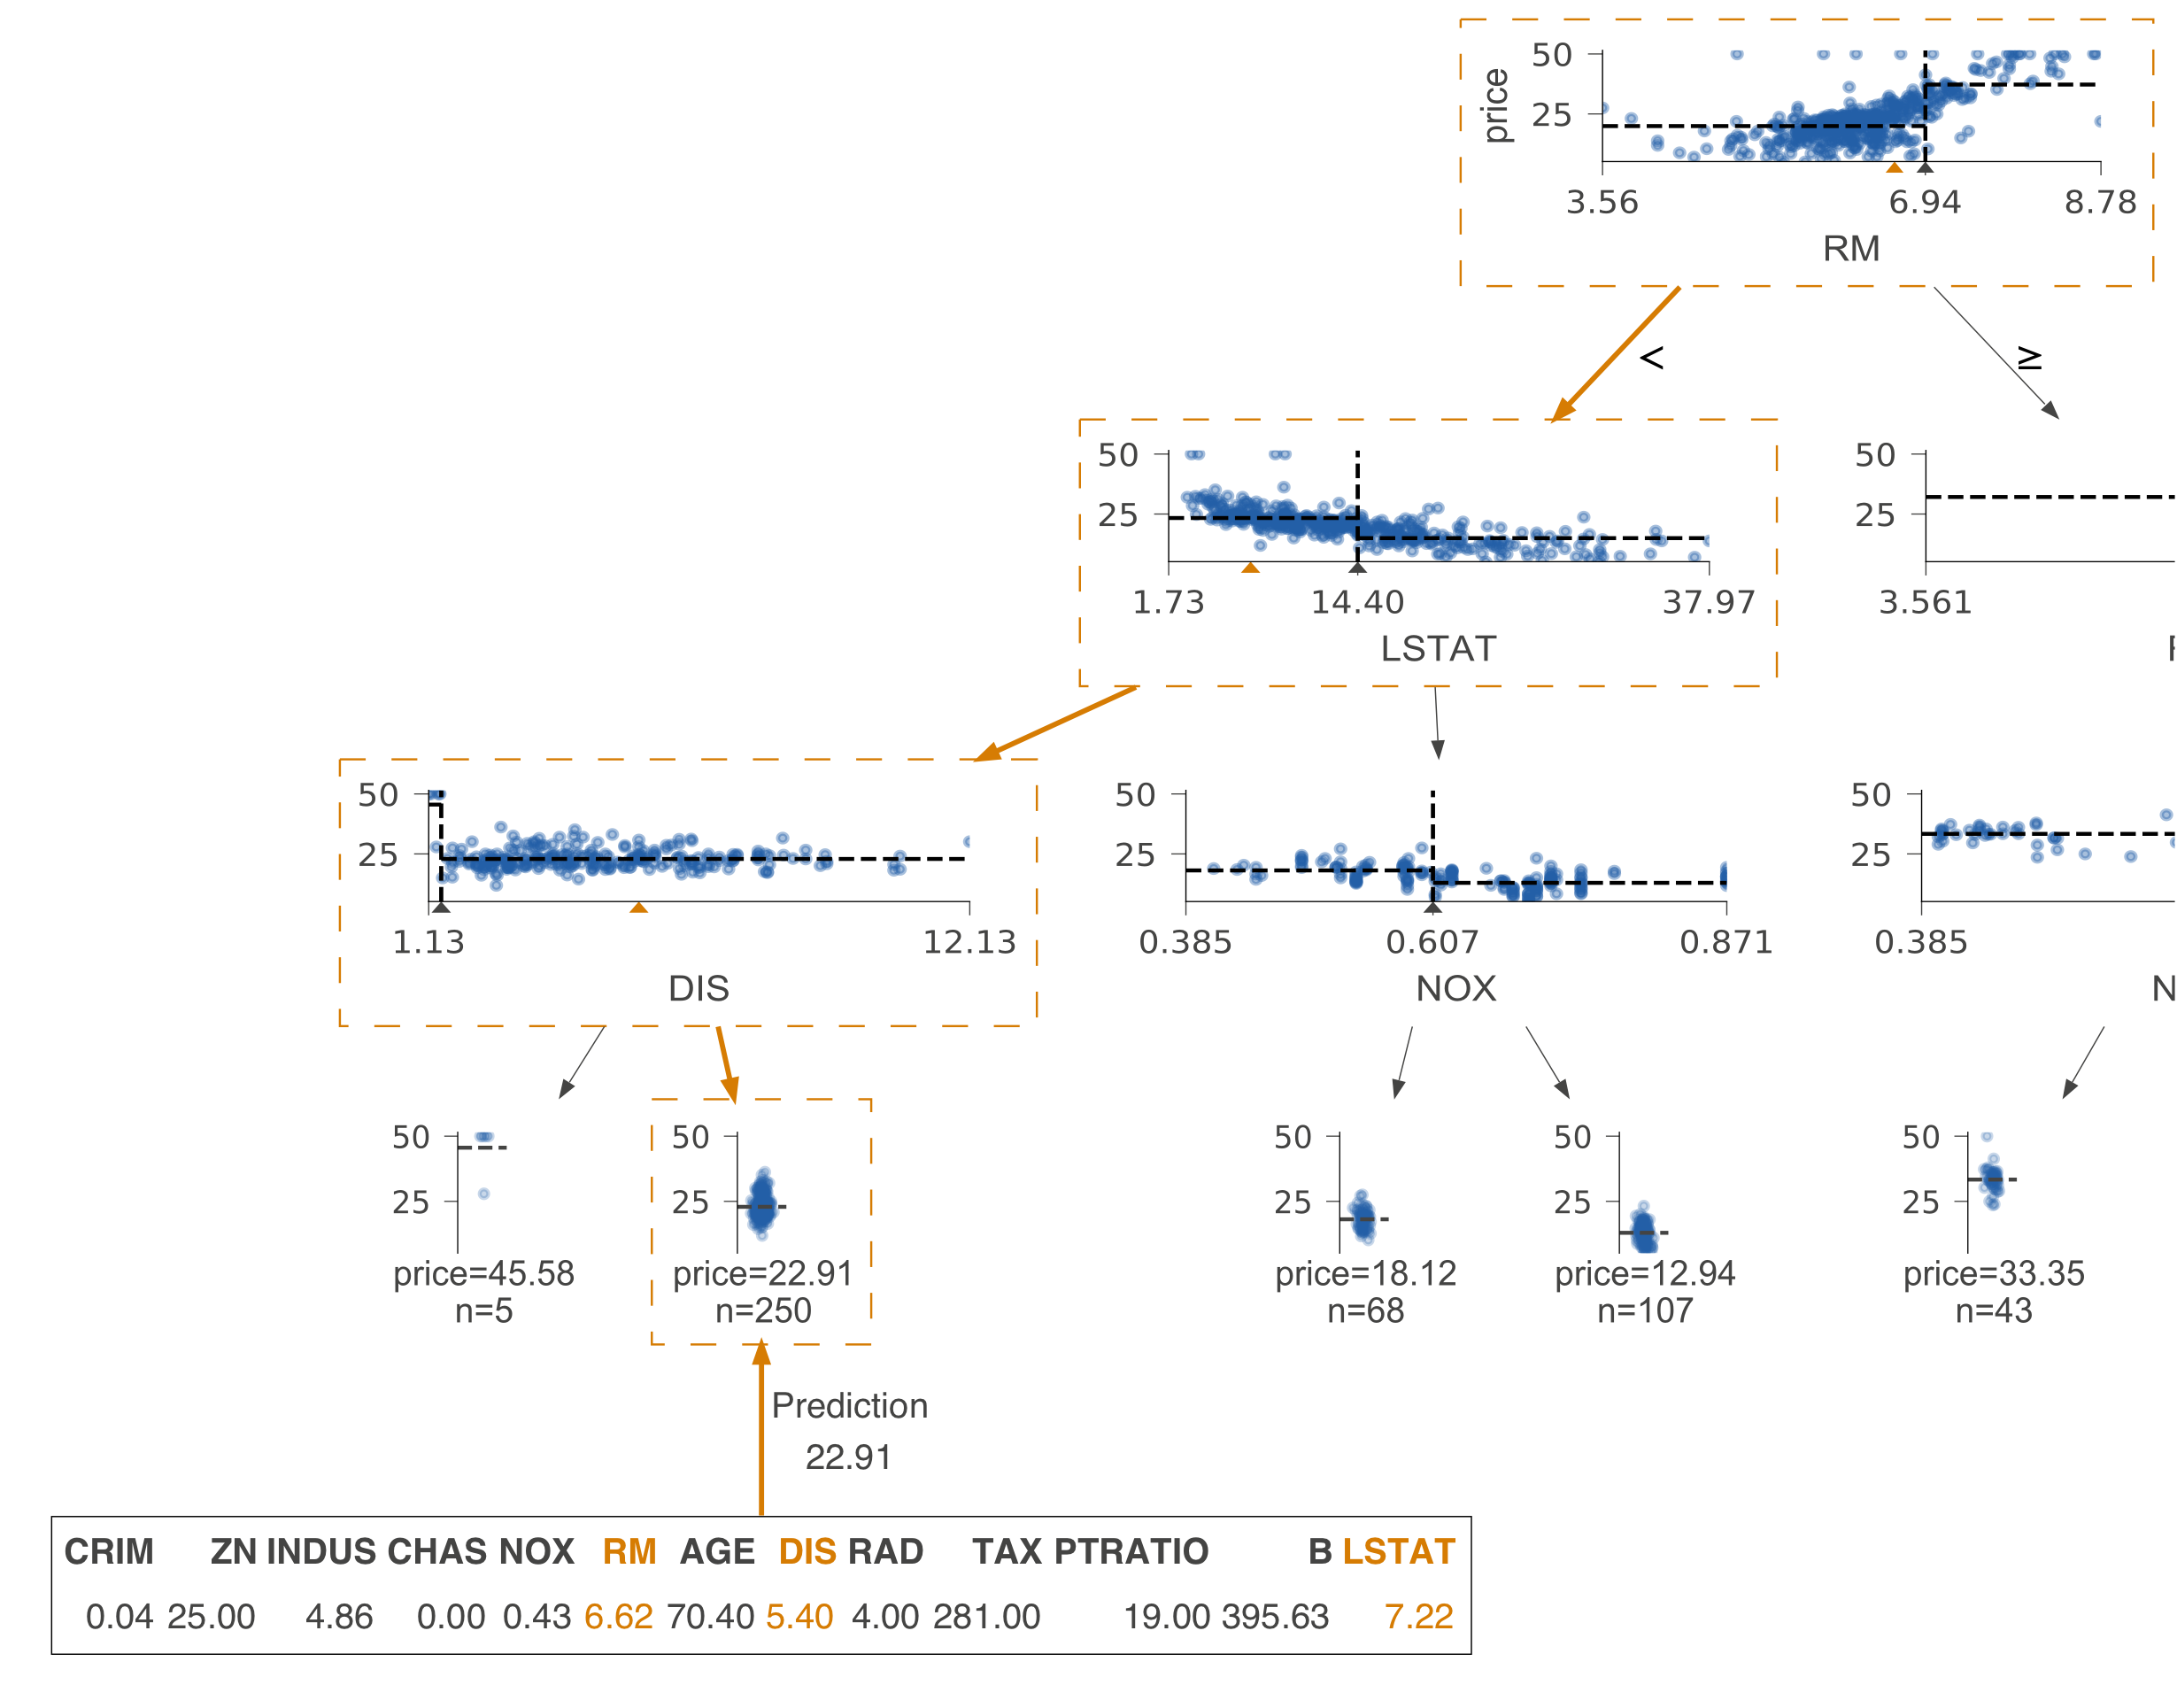 50
price
25
3.56 6.94 8.78
RM
< ≥
50 50
25 25
1.73 14.40 37.97 3.561
LSTAT
50 50 50
25 25 25
1.13 12.13 0.385 0.607 0.871 0.385
DIS NOX N
50 50 50 50 50
25 25 25 25 25
price=45.58 price=22.91 price=18.12 price=12.94 price=33.35
n=5 n=250 n=68 n=107 n=43
Prediction
22.91
CRIM ZN INDUS CHAS NOX RM AGE DIS RAD TAX PTRATIO B LSTAT
0.04 25.00 4.86 0.00 0.43 6.62 70.40 5.40 4.00 281.00 19.00 395.63 7.22